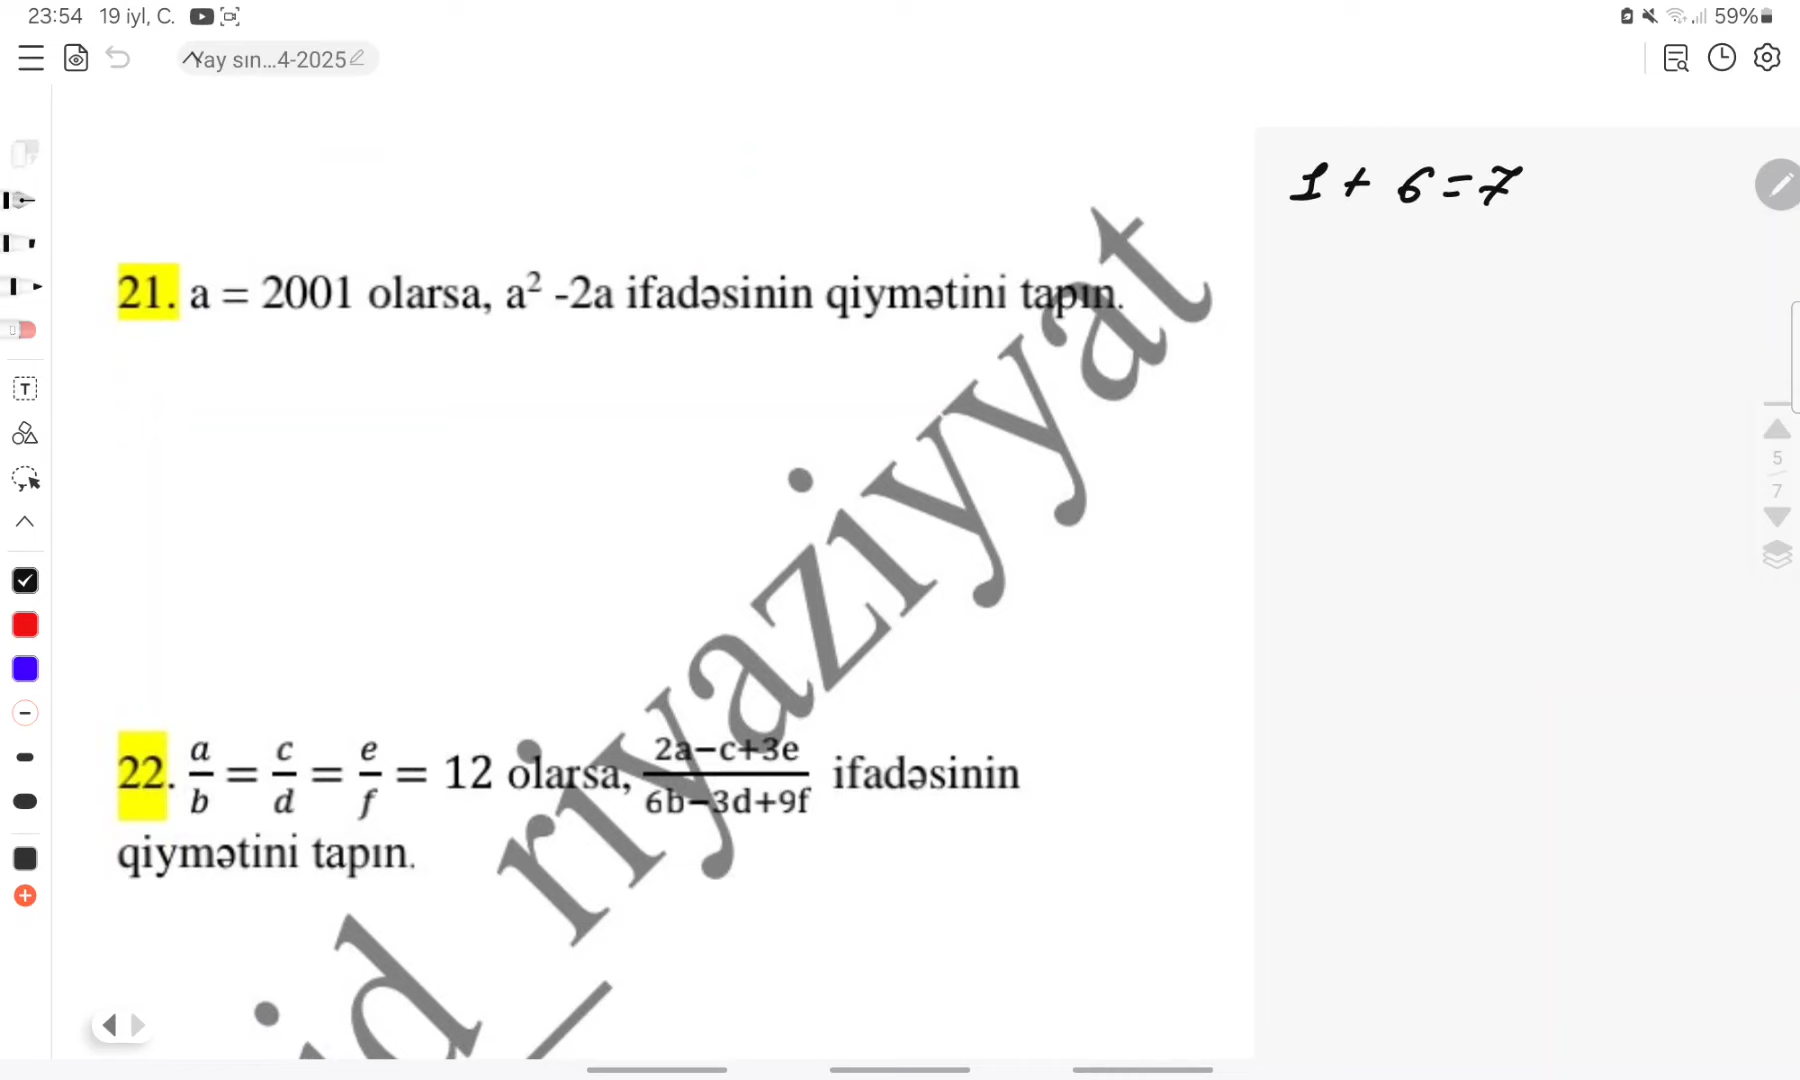 23:54 19 iyl, C. 59%
Yay sın...4-2025
1 + 6 = 7
21. a = 2001 olarsa, a² -2a ifadəsinin qiymətini tapın.
5
7
22. a/b = c/d = e/f = 12 olarsa, 2a−c+3e/6b−3d+9f ifadəsinin
qiymətini tapın.
id_riyaziyyat